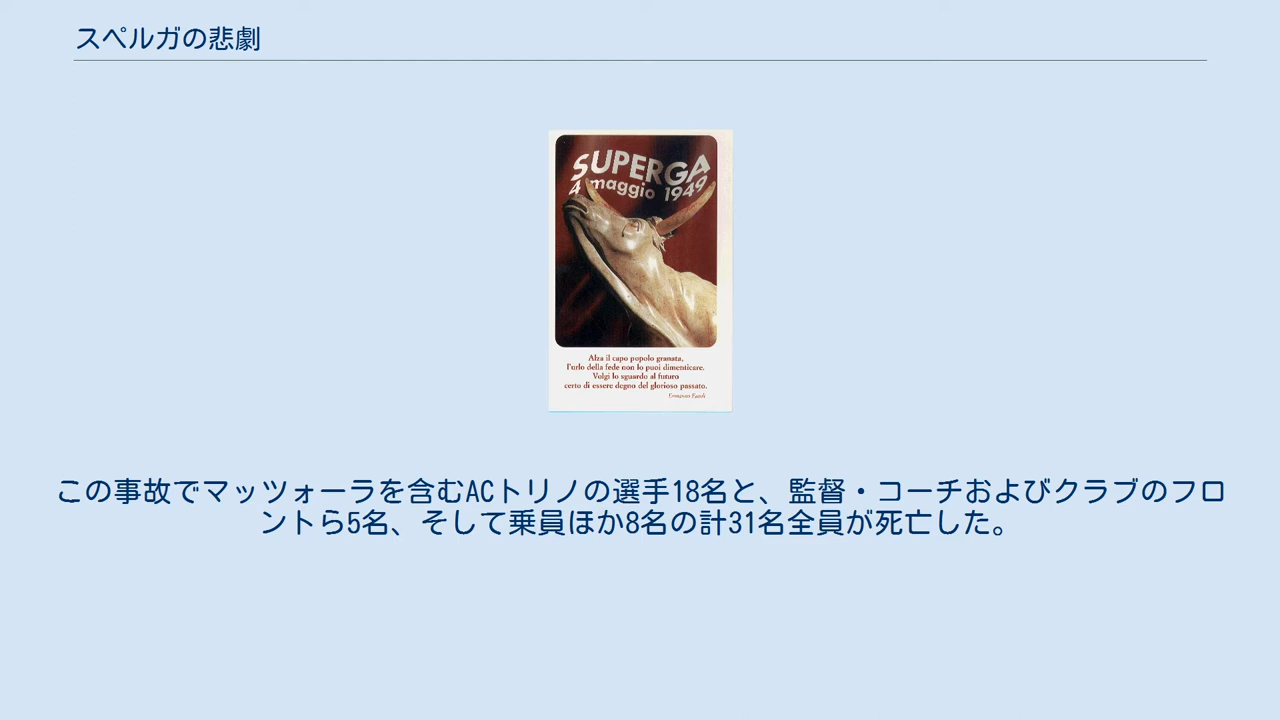 スペルガの悲劇
SUPERGA
4 maggio 1949
Alza il capo popolo granata,
l'urlo della fede non lo puoi dimenticare.
Volgi lo sguardo al futuro
certo di essere degno del glorioso passato.
この事故でマッツォーラを含むACトリノの選手18名と、監督・コーチおよびクラブのフロ
ントら5名、そして乗員ほか8名の計31名全員が死亡した。